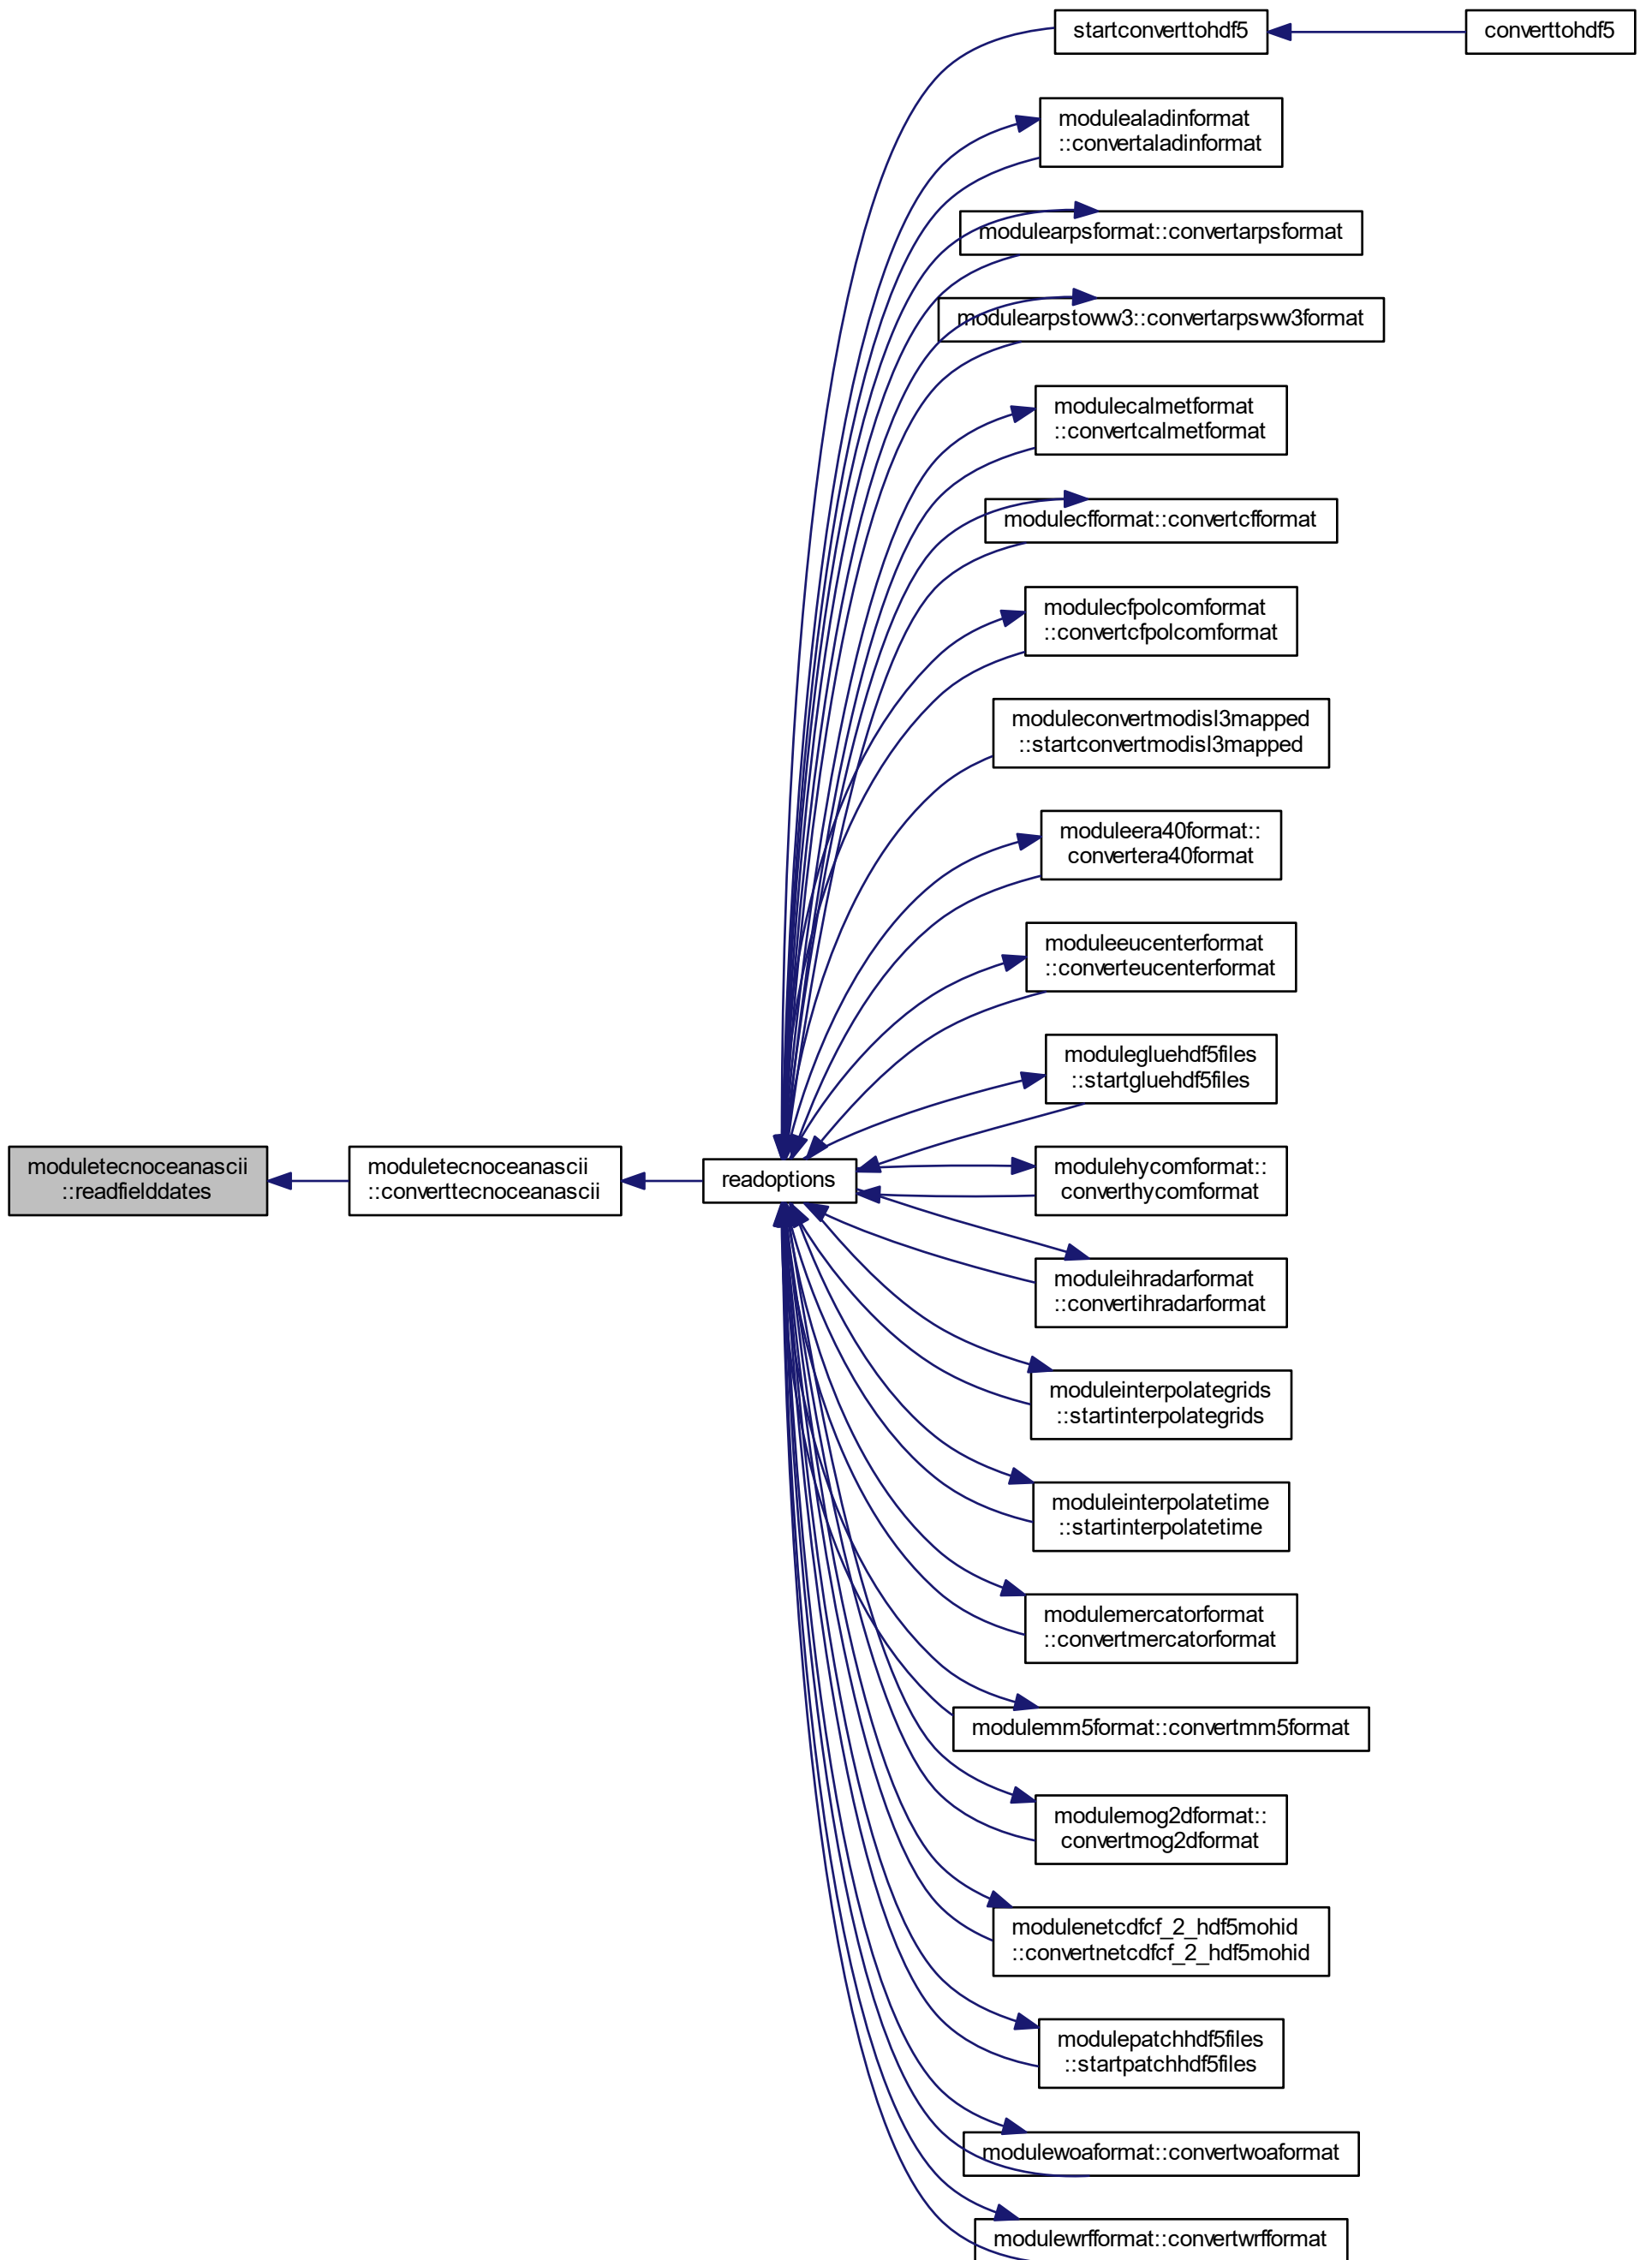 startconverttohdf5
converttohdf5
modulealadinformat
::convertaladinformat
modulearpsformat::convertarpsformat
modulearpstoww3::convertarpsww3format
modulecalmetformat
::convertcalmetformat
modulecfformat::convertcfformat
modulecfpolcomformat
::convertcfpolcomformat
moduleconvertmodisl3mapped
::startconvertmodisl3mapped
moduleera40format::
convertera40format
moduleeucenterformat
::converteucenterformat
modulegluehdf5files
::startgluehdf5files
moduletecnoceanascii
::readfielddates
moduletecnoceanascii
::converttecnoceanascii
readoptions
modulehycomformat::
converthycomformat
moduleihradarformat
::convertihradarformat
moduleinterpolategrids
::startinterpolategrids
moduleinterpolatetime
::startinterpolatetime
modulemercatorformat
::convertmercatorformat
modulemm5format::convertmm5format
modulemog2dformat::
convertmog2dformat
modulenetcdfcf_2_hdf5mohid
::convertnetcdfcf_2_hdf5mohid
modulepatchhdf5files
::startpatchhdf5files
modulewoaformat::convertwoaformat
modulewrfformat::convertwrfformat